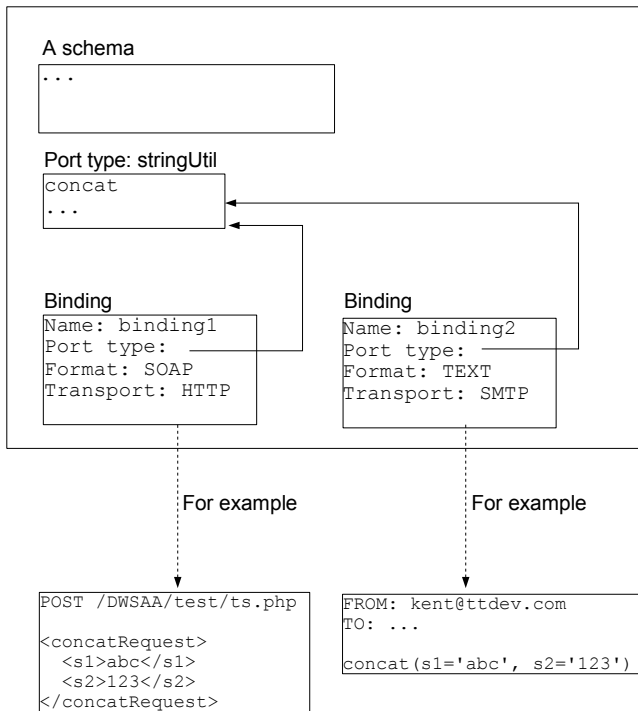 A schema
...
Port type: stringUtil
concat
...
Binding
Name: binding1
Port type:
Format: SOAP
Transport: HTTP
Binding
Name: binding2
Port type:
Format: TEXT
Transport: SMTP
For example
For example
POST /DWSAA/test/ts.php
<concatRequest>
<s1>abc</s1>
<s2>123</s2>
</concatRequest>
FROM: kent@ttdev.com
TO: ...
concat(s1='abc', s2='123')